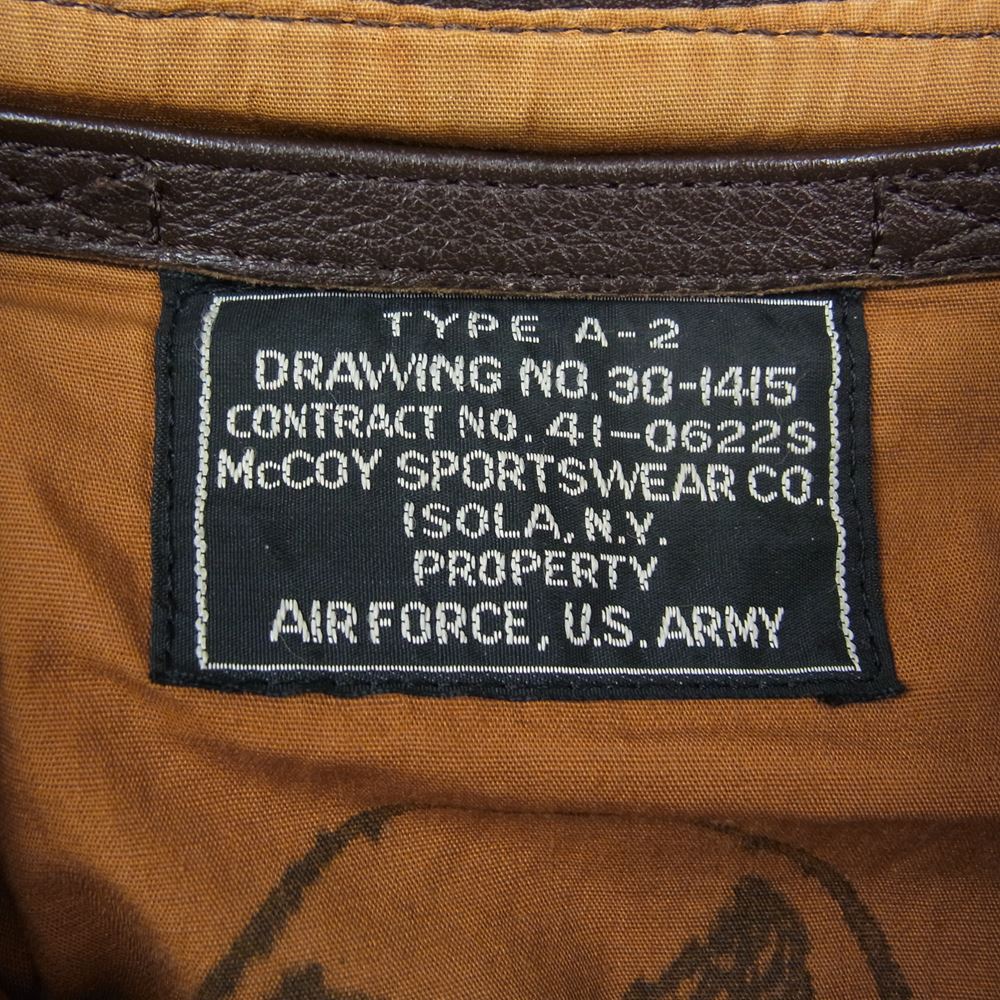 TYPE A-2
DRAWING NO. 30-1415
CONTRACT NO. 41-0622S
McCOY SPORTSWEAR CO.
ISOLA, N.Y.
PROPERTY
AIR FORCE, U.S. ARMY